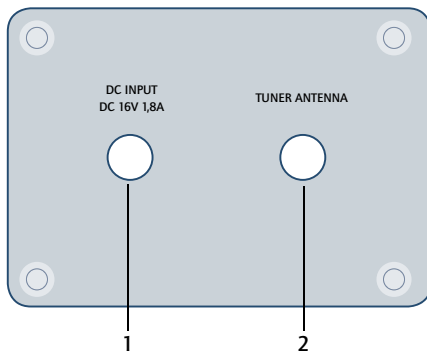 DC INPUT
DC 16V 1,8A
TUNER ANTENNA
1
2